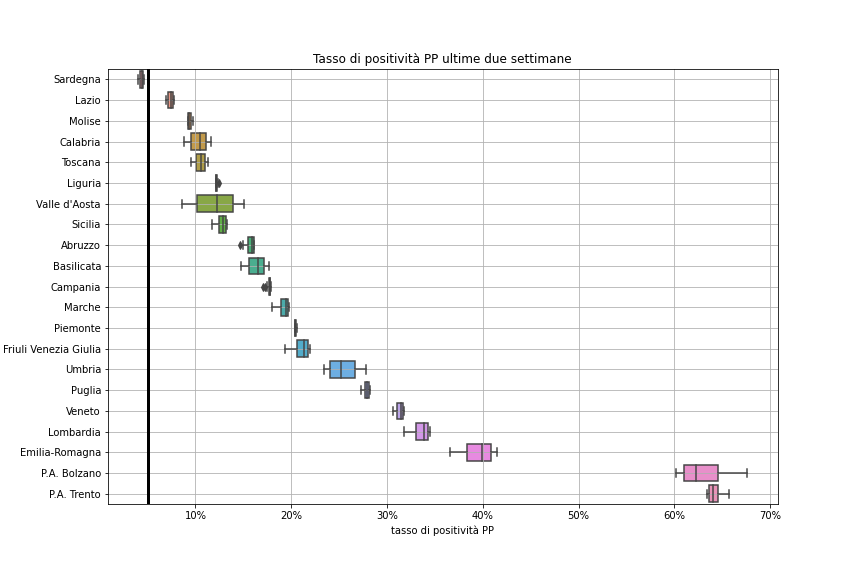 Tasso di positività PP ultime due settimane
Sardegna
Lazio
Molise
Calabria
Toscana
Liguria
Valle d'Aosta
Sicilia
Abruzzo
Basilicata
Campania
Marche
Piemonte
Friuli Venezia Giulia
Umbria
Puglia
Veneto
Lombardia
Emilia-Romagna
P.A. Bolzano
P.A. Trento
10% 20% 30% 40% 50% 60% 70%
tasso di positività PP